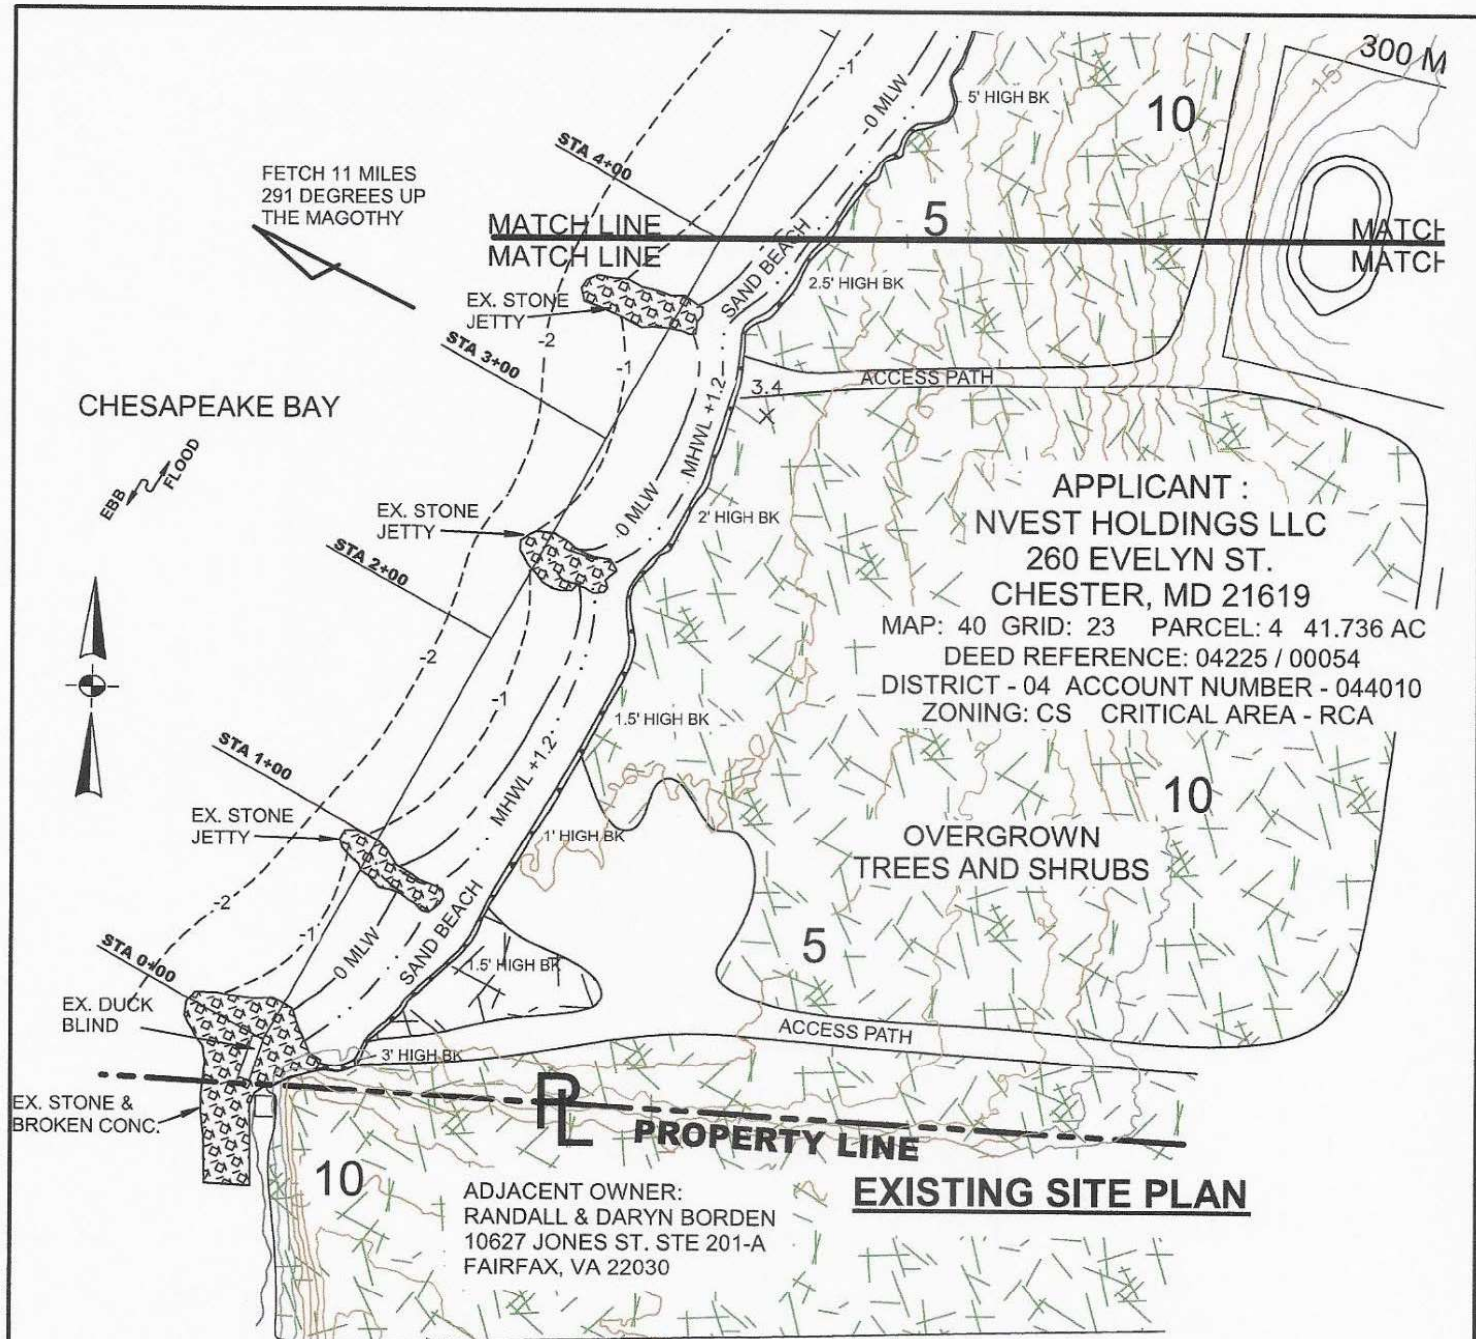 300 M
-1
0 MLW
5' HIGH BK
10
15
STA 4+00
FETCH 11 MILES
291 DEGREES UP
THE MAGOTHY
5
MATCH LINE
MATCH
MATCH LINE
MATCH
SAND BEACH
2.5' HIGH BK
EX. STONE
JETTY
-2
STA 3+00
-1
ACCESS PATH
3.4
MHWL +1.2
CHESAPEAKE BAY
EBB
FLOOD
APPLICANT :
NVEST HOLDINGS LLC
260 EVELYN ST.
CHESTER, MD 21619
MAP: 40 GRID: 23 PARCEL: 4 41.736 AC
DEED REFERENCE: 04225 / 00054
DISTRICT - 04 ACCOUNT NUMBER - 044010
ZONING: CS CRITICAL AREA - RCA
EX. STONE
JETTY
0 MLW
2' HIGH BK
STA 2+00
-2
-1
1.5' HIGH BK
STA 1+00
MHWL +1.2
10
EX. STONE
JETTY
1' HIGH BK
OVERGROWN
TREES AND SHRUBS
-2
-1
0 MLW
SAND BEACH
5
STA 0+00
1.5' HIGH BK
EX. DUCK
BLIND
ACCESS PATH
3' HIGH BK
EX. STONE &
BROKEN CONC.
PL
PROPERTY LINE
10
ADJACENT OWNER:
RANDALL & DARYN BORDEN
10627 JONES ST. STE 201-A
FAIRFAX, VA 22030
EXISTING SITE PLAN